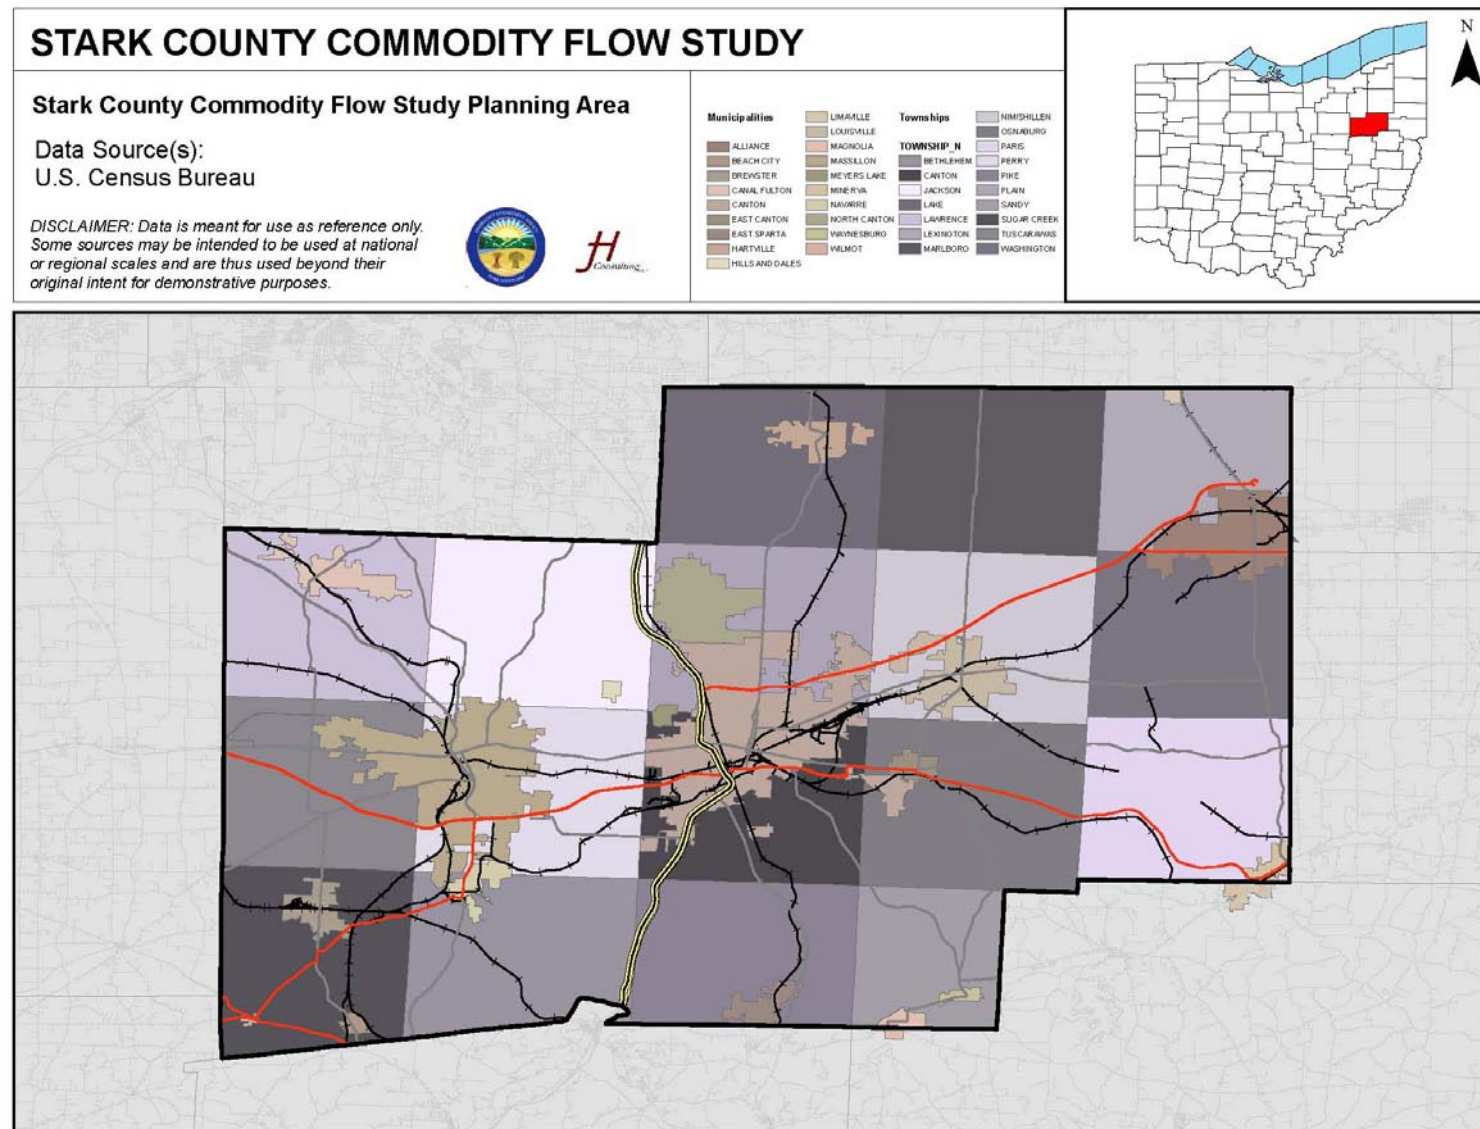 STARK COUNTY COMMODITY FLOW STUDY
Stark County Commodity Flow Study Planning Area
Data Source(s):
U.S. Census Bureau
DISCLAIMER: Data is meant for use as reference only.
Some sources may be intended to be used at national
or regional scales and are thus used beyond their
original intent for demonstrative purposes.
JH
Consulting
Municipalities
ALLIANCE
BEACH CITY
BREWSTER
CANAL FULTON
CANTON
EAST CANTON
EAST SPARTA
HARTVILLE
HILLS AND DALES
LIMAVILLE
LOUISVILLE
MAGNOLIA
MASSILLON
MEYERS LAKE
MINERVA
NAVARRE
NORTH CANTON
WAYNESBURG
WILMOT
Townships
TOWNSHIP_N
BETHLEHEM
CANTON
JACKSON
LAKE
LAWRENCE
LEXINGTON
MARLBORO
NIMISHILLEN
OSNABURG
PARIS
PERRY
PIKE
PLAIN
SANDY
SUGAR CREEK
TUSCARAWAS
WASHINGTON
N